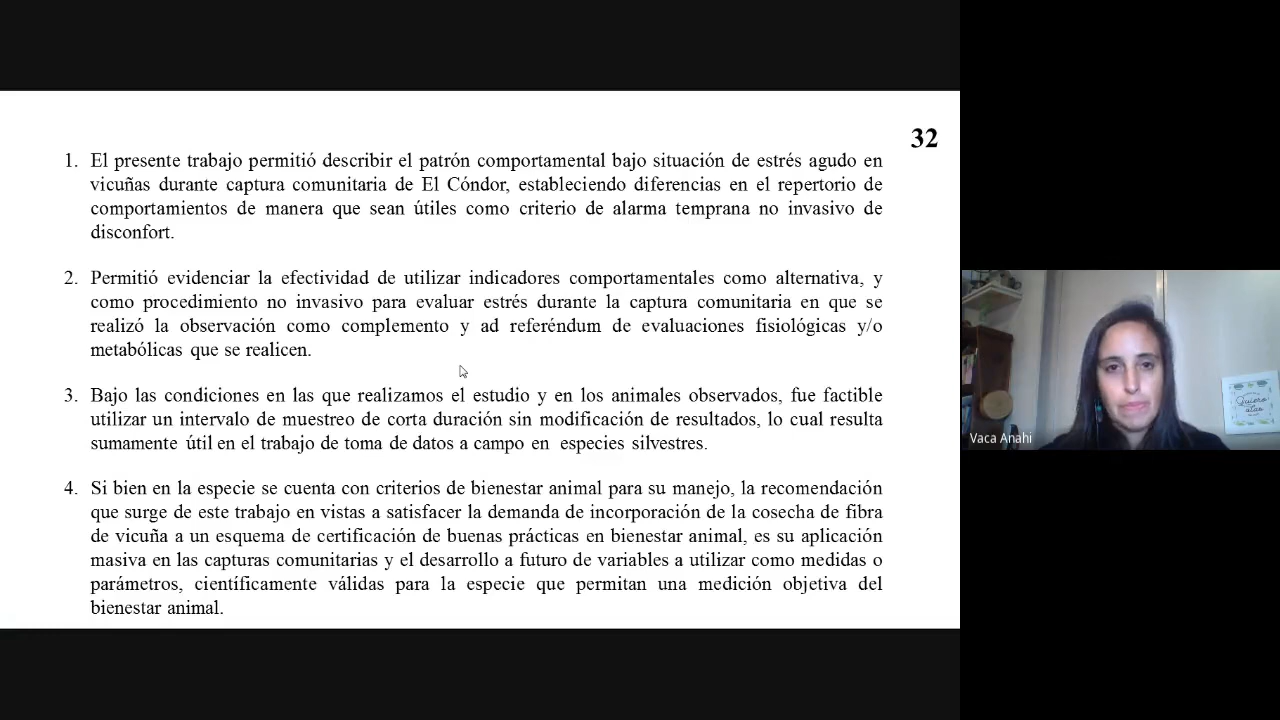 32
1. El presente trabajo permitió describir el patrón comportamental bajo situación de estrés agudo en
vicuñas durante captura comunitaria de El Cóndor, estableciendo diferencias en el repertorio de
comportamientos de manera que sean útiles como criterio de alarma temprana no invasivo de
disconfort.
2. Permitió evidenciar la efectividad de utilizar indicadores comportamentales como alternativa, y
como procedimiento no invasivo para evaluar estrés durante la captura comunitaria en que se
realizó la observación como complemento y ad referéndum de evaluaciones fisiológicas y/o
metabólicas que se realicen.
3. Bajo las condiciones en las que realizamos el estudio y en los animales observados, fue factible
utilizar un intervalo de muestreo de corta duración sin modificación de resultados, lo cual resulta
sumamente útil en el trabajo de toma de datos a campo en especies silvestres.
4. Si bien en la especie se cuenta con criterios de bienestar animal para su manejo, la recomendación
que surge de este trabajo en vistas a satisfacer la demanda de incorporación de la cosecha de fibra
de vicuña a un esquema de certificación de buenas prácticas en bienestar animal, es su aplicación
masiva en las capturas comunitarias y el desarrollo a futuro de variables a utilizar como medidas o
parámetros, científicamente válidas para la especie que permitan una medición objetiva del
bienestar animal.
Quiero
Vaca Anahi